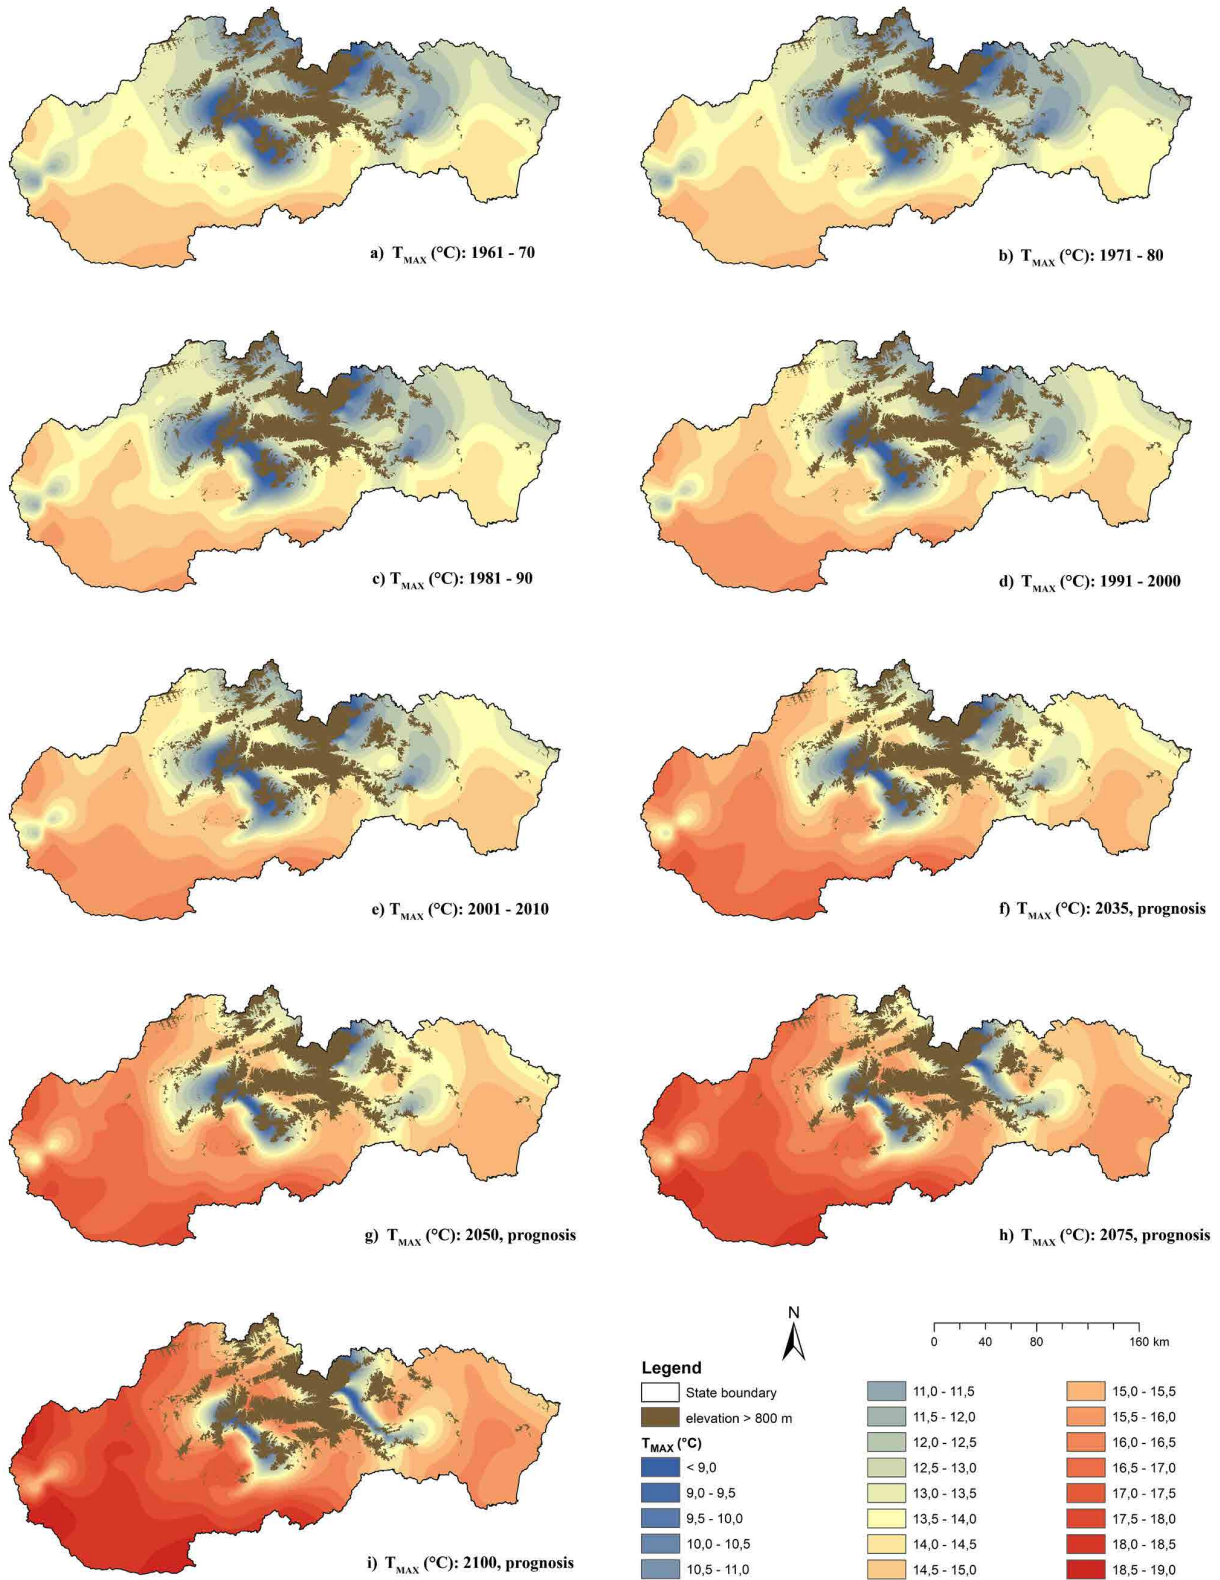 a) TMAX (°C): 1961 - 70
b) TMAX (°C): 1971 - 80
c) TMAX (°C): 1981 - 90
d) TMAX (°C): 1991 - 2000
e) TMAX (°C): 2001 - 2010
f) TMAX (°C): 2035, prognosis
g) TMAX (°C): 2050, prognosis
h) TMAX (°C): 2075, prognosis
i) TMAX (°C): 2100, prognosis
N
0 40 80 160 km
Legend
State boundary
elevation > 800 m
TMAX (°C)
< 9,0
9,0 - 9,5
9,5 - 10,0
10,0 - 10,5
10,5 - 11,0
11,0 - 11,5
11,5 - 12,0
12,0 - 12,5
12,5 - 13,0
13,0 - 13,5
13,5 - 14,0
14,0 - 14,5
14,5 - 15,0
15,0 - 15,5
15,5 - 16,0
16,0 - 16,5
16,5 - 17,0
17,0 - 17,5
17,5 - 18,0
18,0 - 18,5
18,5 - 19,0